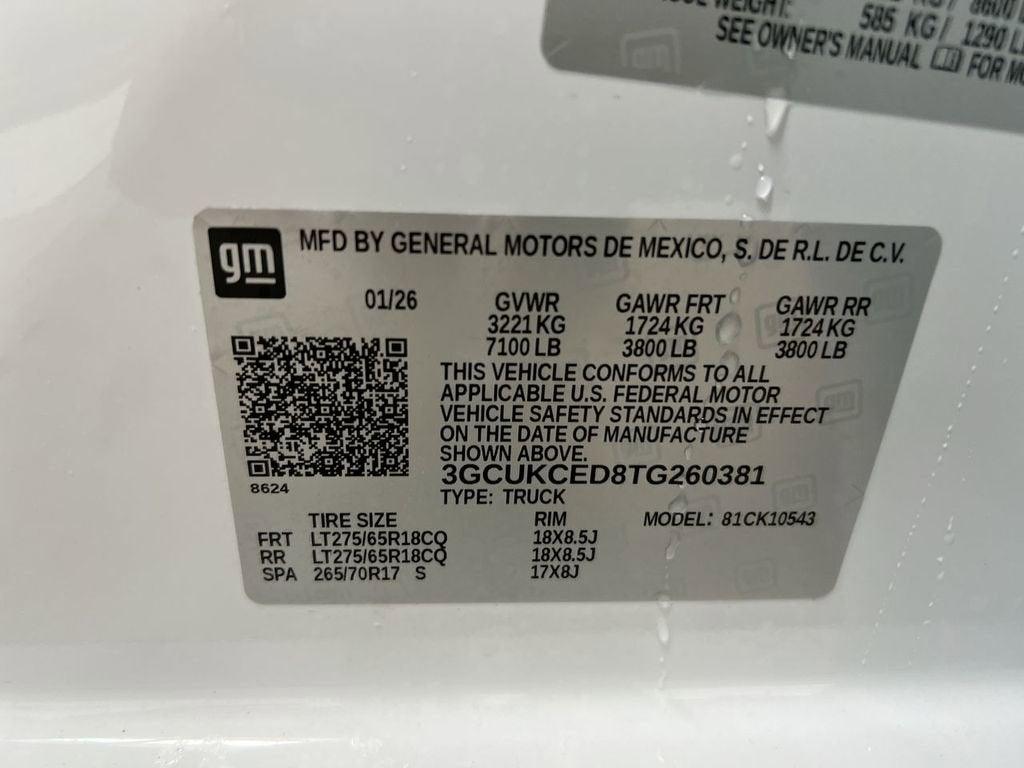 8600
WEIGHT: 585 KG / 1290 L
SEE OWNER'S MANUAL FOR MO
gm
MFD BY GENERAL MOTORS DE MEXICO, S. DE R.L. DE C.V.
01/26 GVWR GAWR FRT GAWR RR
3221 KG 1724 KG 1724 KG
7100 LB 3800 LB 3800 LB
THIS VEHICLE CONFORMS TO ALL
APPLICABLE U.S. FEDERAL MOTOR
VEHICLE SAFETY STANDARDS IN EFFECT
ON THE DATE OF MANUFACTURE
SHOWN ABOVE.
8624
3GCUKCED8TG260381
TYPE: TRUCK
TIRE SIZE RIM MODEL: 81CK10543
FRT LT275/65R18CQ 18X8.5J
RR LT275/65R18CQ 18X8.5J
SPA 265/70R17 S 17X8J